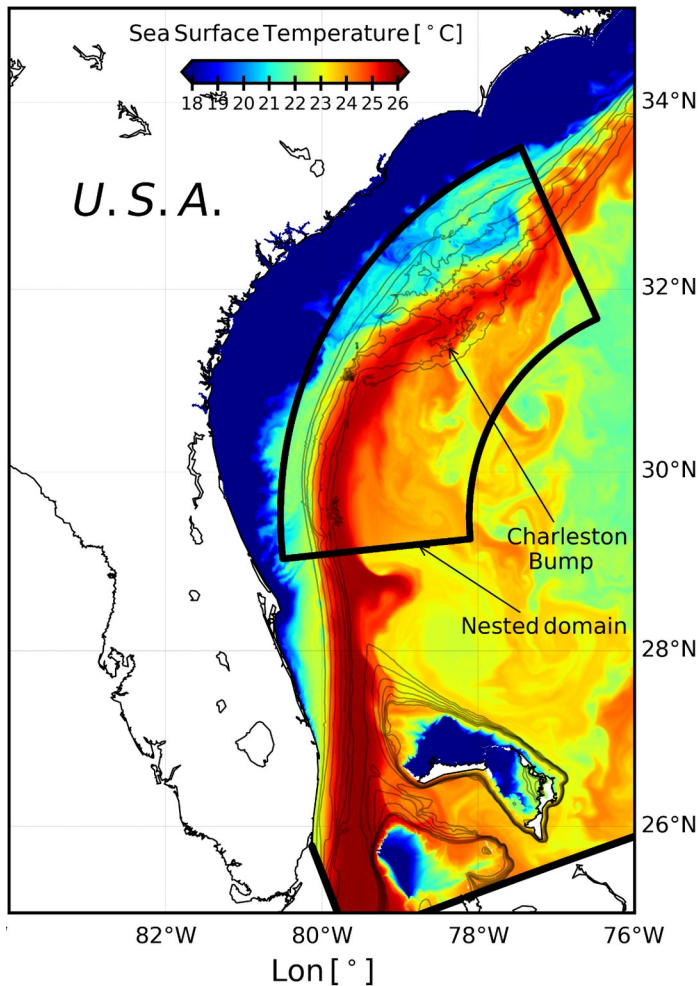 Sea Surface Temperature [ °C]
18 19 20 21 22 23 24 25 26
34°N
U. S. A.
32°N
30°N
Charleston
Bump
Nested domain
28°N
26°N
82°W 80°W 78°W 76°W
Lon [ ° ]